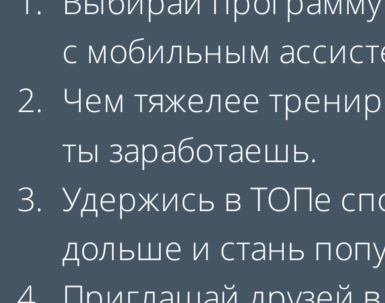 1. Выбирай программу
с мобильным ассисте
2. Чем тяжелее тренир
ты заработаешь.
3. Удержись в ТОПе спо
дольше и стань попу
4. Приглашай друзей в